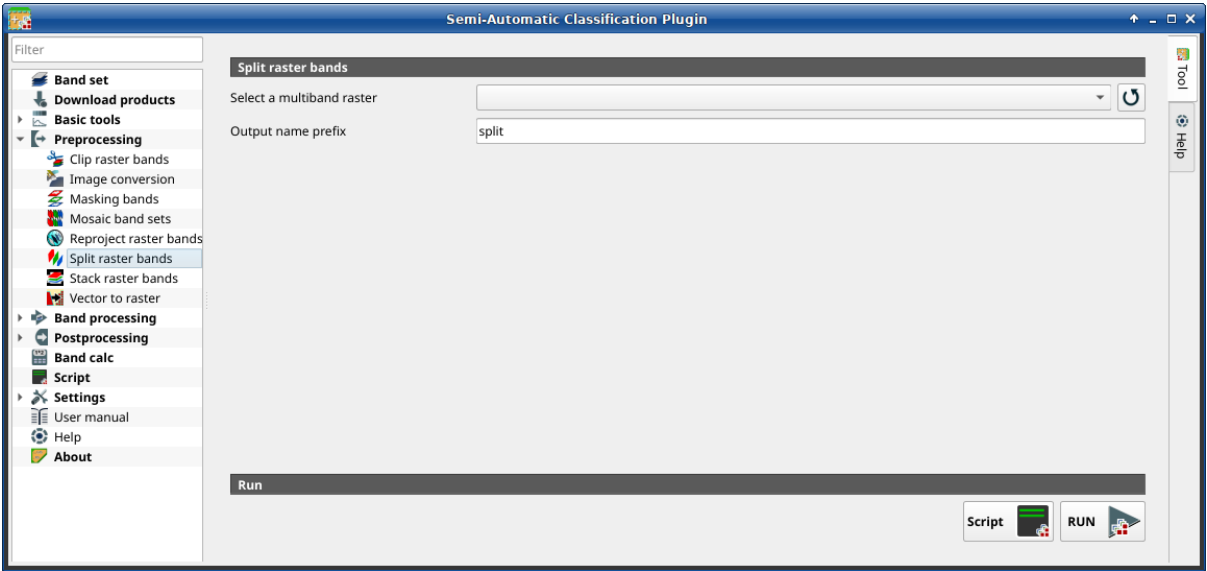 Semi-Automatic Classification Plugin
Filter
Band set
Download products
Basic tools
Preprocessing
Clip raster bands
Image conversion
Masking bands
Mosaic band sets
Reproject raster bands
Split raster bands
Stack raster bands
Vector to raster
Band processing
Postprocessing
Band calc
Script
Settings
User manual
Help
About
Split raster bands
Select a multiband raster
Output name prefix split
Run
Script RUN
Tool
Help